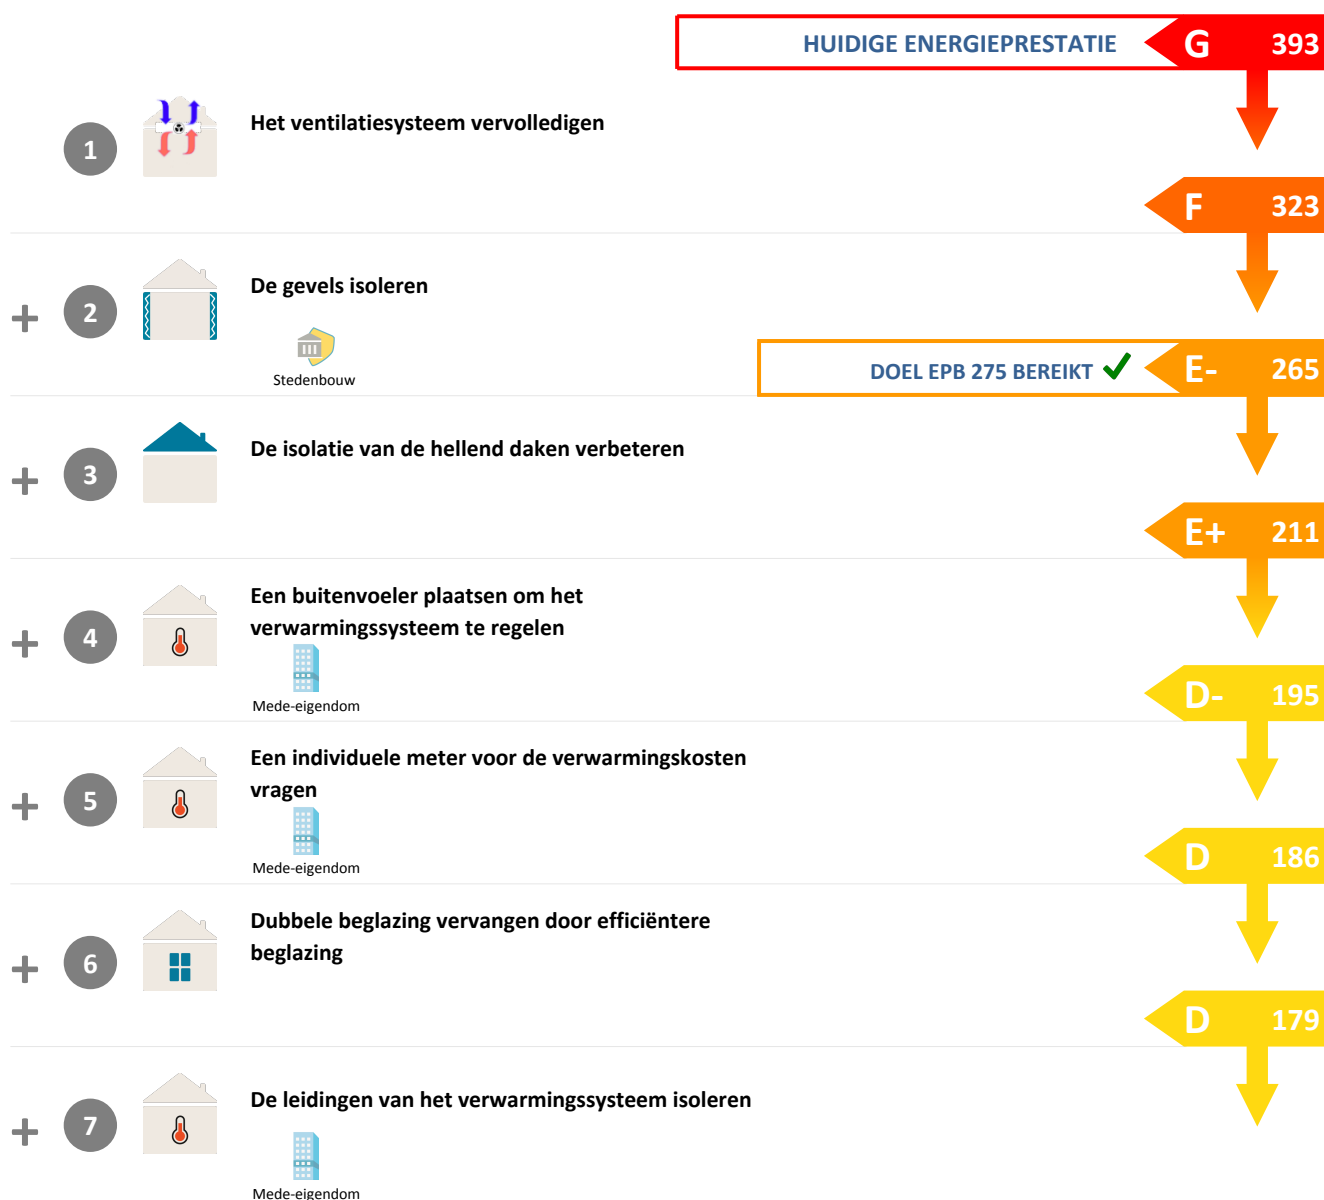 HUIDIGE ENERGIEPRESTATIE G 393
1 Het ventilatiesysteem vervolledigen
F 323
+ 2 De gevels isoleren
Stedenbouw
DOEL EPB 275 BEREIKT E- 265
+ 3 De isolatie van de hellend daken verbeteren
E+ 211
+ 4 Een buitenvoeler plaatsen om het
verwarmingssysteem te regelen
Mede-eigendom
D- 195
+ 5 Een individuele meter voor de verwarmingskosten
vragen
Mede-eigendom
D 186
+ 6 Dubbele beglazing vervangen door efficiëntere
beglazing
D 179
+ 7 De leidingen van het verwarmingssysteem isoleren
Mede-eigendom